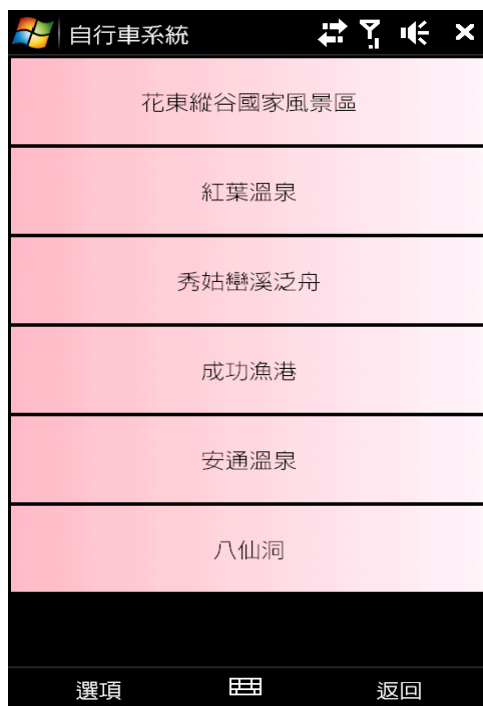 自行車系統
花東縱谷國家風景區
紅葉溫泉
秀姑巒溪泛舟
成功漁港
安通溫泉
八仙洞
選項
返回